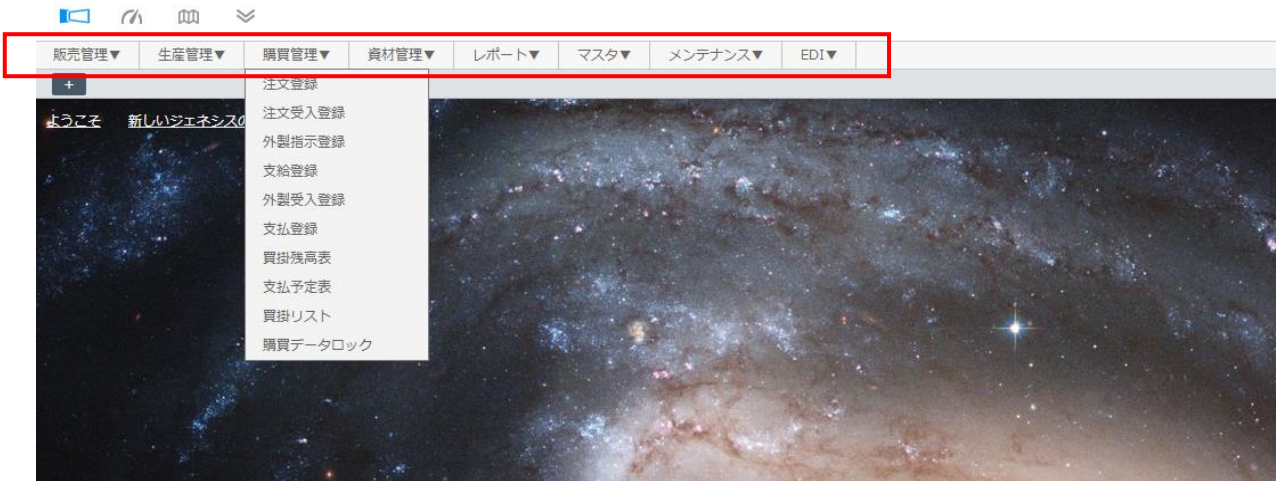 販売管理▼ 生産管理▼ 購買管理▼ 資材管理▼ レポート▼ マスタ▼ メンテナンス▼ EDI▼
+
注文登録
ようこそ 新しいジェネシスの
注文受入登録
外製指示登録
支給登録
外製受入登録
支払登録
買掛残高表
支払予定表
買掛リスト
購買データロック